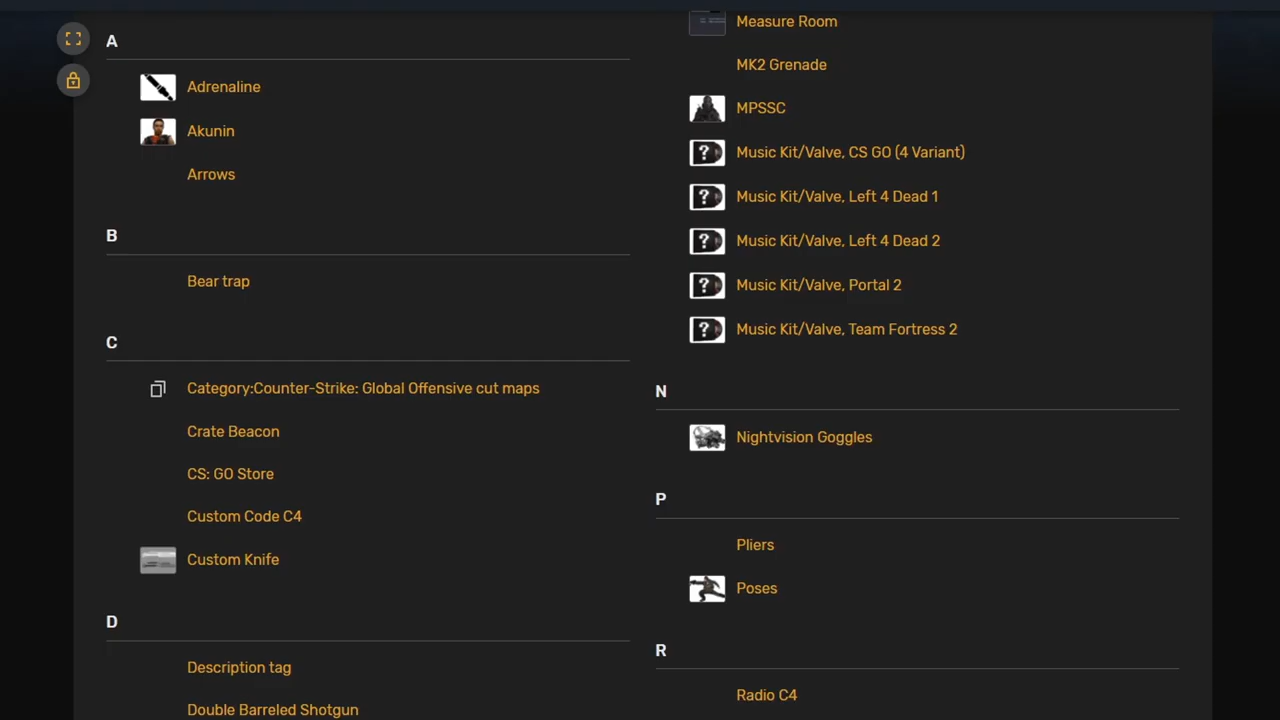 A
Adrenaline
Akunin
Arrows
B
Bear trap
C
Category:Counter-Strike: Global Offensive cut maps
Crate Beacon
CS: GO Store
Custom Code C4
Custom Knife
D
Description tag
Double Barreled Shotgun
Measure Room
MK2 Grenade
MPSSC
Music Kit/Valve, CS GO (4 Variant)
Music Kit/Valve, Left 4 Dead 1
Music Kit/Valve, Left 4 Dead 2
Music Kit/Valve, Portal 2
Music Kit/Valve, Team Fortress 2
N
Nightvision Goggles
P
Pliers
Poses
R
Radio C4